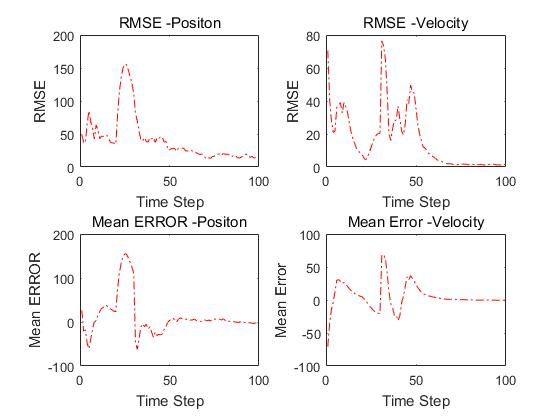 RMSE -Positon
200
150
100
50
0
RMSE
0 50 100
Time Step
RMSE -Velocity
80
60
40
20
0
RMSE
0 50 100
Time Step
Mean ERROR -Positon
200
100
0
-100
Mean ERROR
0 50 100
Time Step
Mean Error -Velocity
100
50
0
-50
-100
Mean Error
0 50 100
Time Step